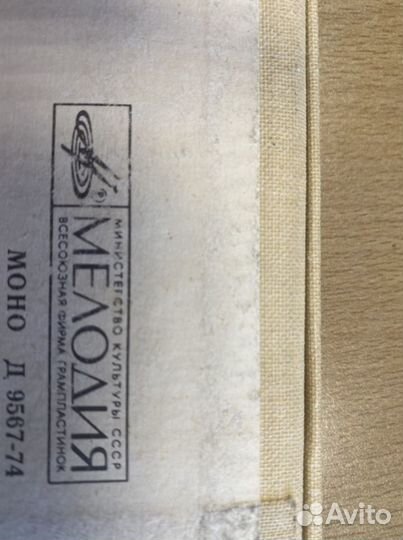 МИНИСТЕРСТВО КУЛЬТУРЫ СССР
МЕЛОДИЯ
ВСЕСОЮЗНАЯ ФИРМА ГРАМПЛАСТИНОК
МОНО Д 9567-74
Avito